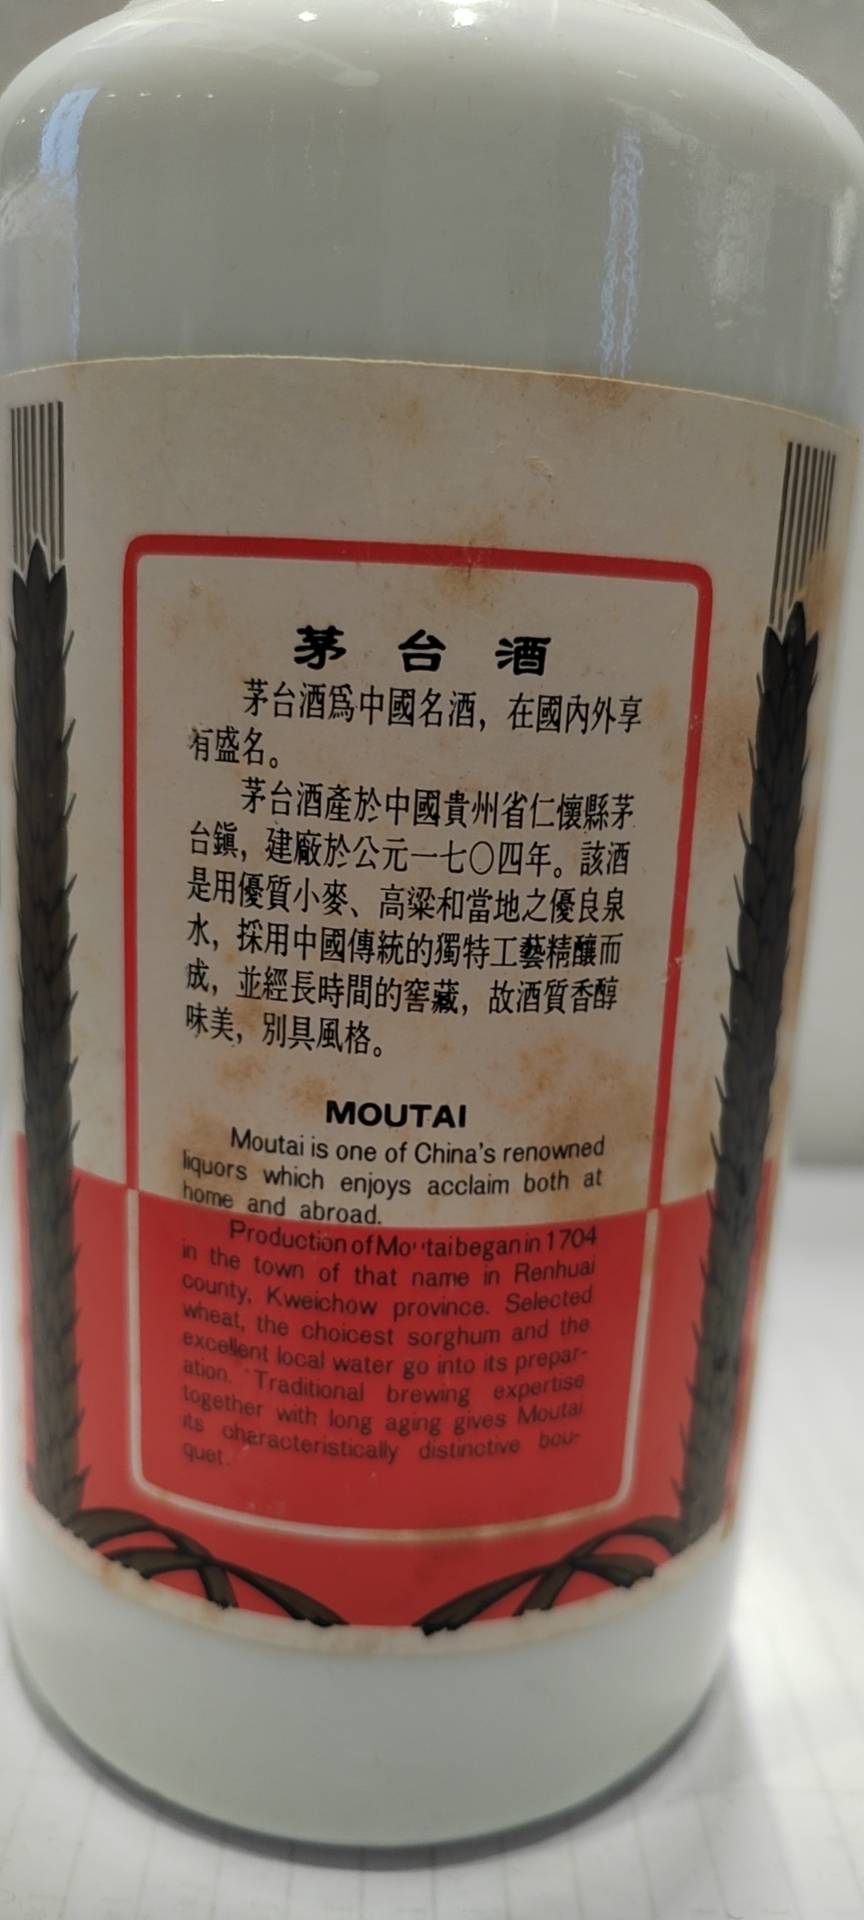 茅台酒
茅台酒爲中國名酒，在國內外享
有盛名。
茅台酒產於中國貴州省仁懷縣茅
台鎮，建廠於公元一七〇四年。該酒
是用優質小麥、高粱和當地之優良泉
水，採用中國傳統的獨特工藝精釀而
成，並經長時間的窖藏，故酒質香醇
味美，別具風格。
MOUTAI
Moutai is one of China's renowned
liquors which enjoys acclaim both at
home and abroad.
Production of Moutai began in 1704
in the town of that name in Renhuai
county, Kweichow province. Selected
wheat, the choicest sorghum and the
excellent local water go into its prepar-
ation. Traditional brewing expertise
together with long aging gives Moutai
its characteristically distinctive bou-
quet.